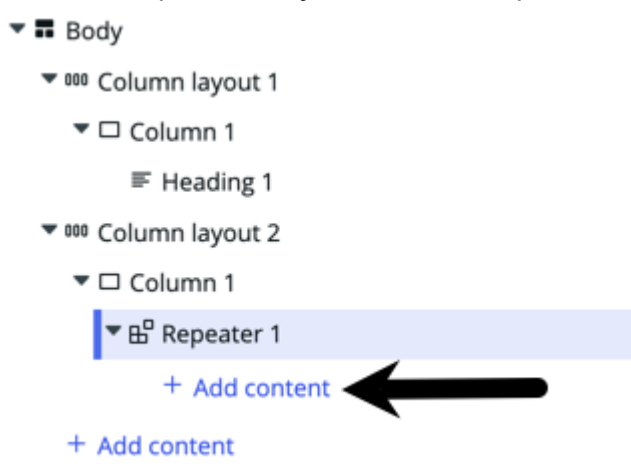 Body
Column layout 1
Column 1
Heading 1
Column layout 2
Column 1
Repeater 1
+ Add content
+ Add content